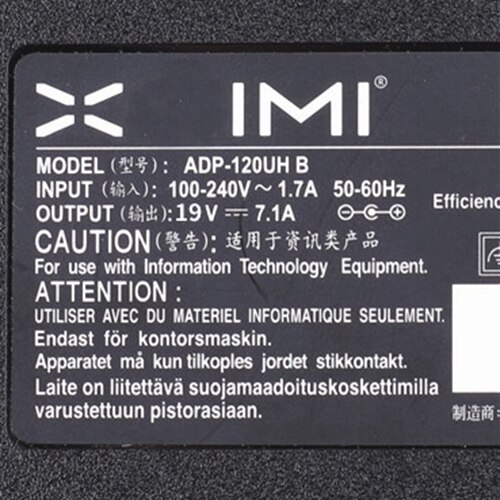 IMI®
MODEL (型号): ADP-120UH B
INPUT (输入): 100-240V ~ 1.7A 50-60Hz
OUTPUT (输出): 19V ⎓ 7.1A
CAUTION (警告): 适用于资讯类产品
For use with Information Technology Equipment.
ATTENTION :
UTILISER AVEC DU MATERIEL INFORMATIQUE SEULEMENT.
Endast för kontorsmaskin.
Apparatet må kun tilkoples jordet stikkontakt.
Laite on liitettävä suojamaadoituskoskettimilla
varustettuun pistorasiaan.
制造商: